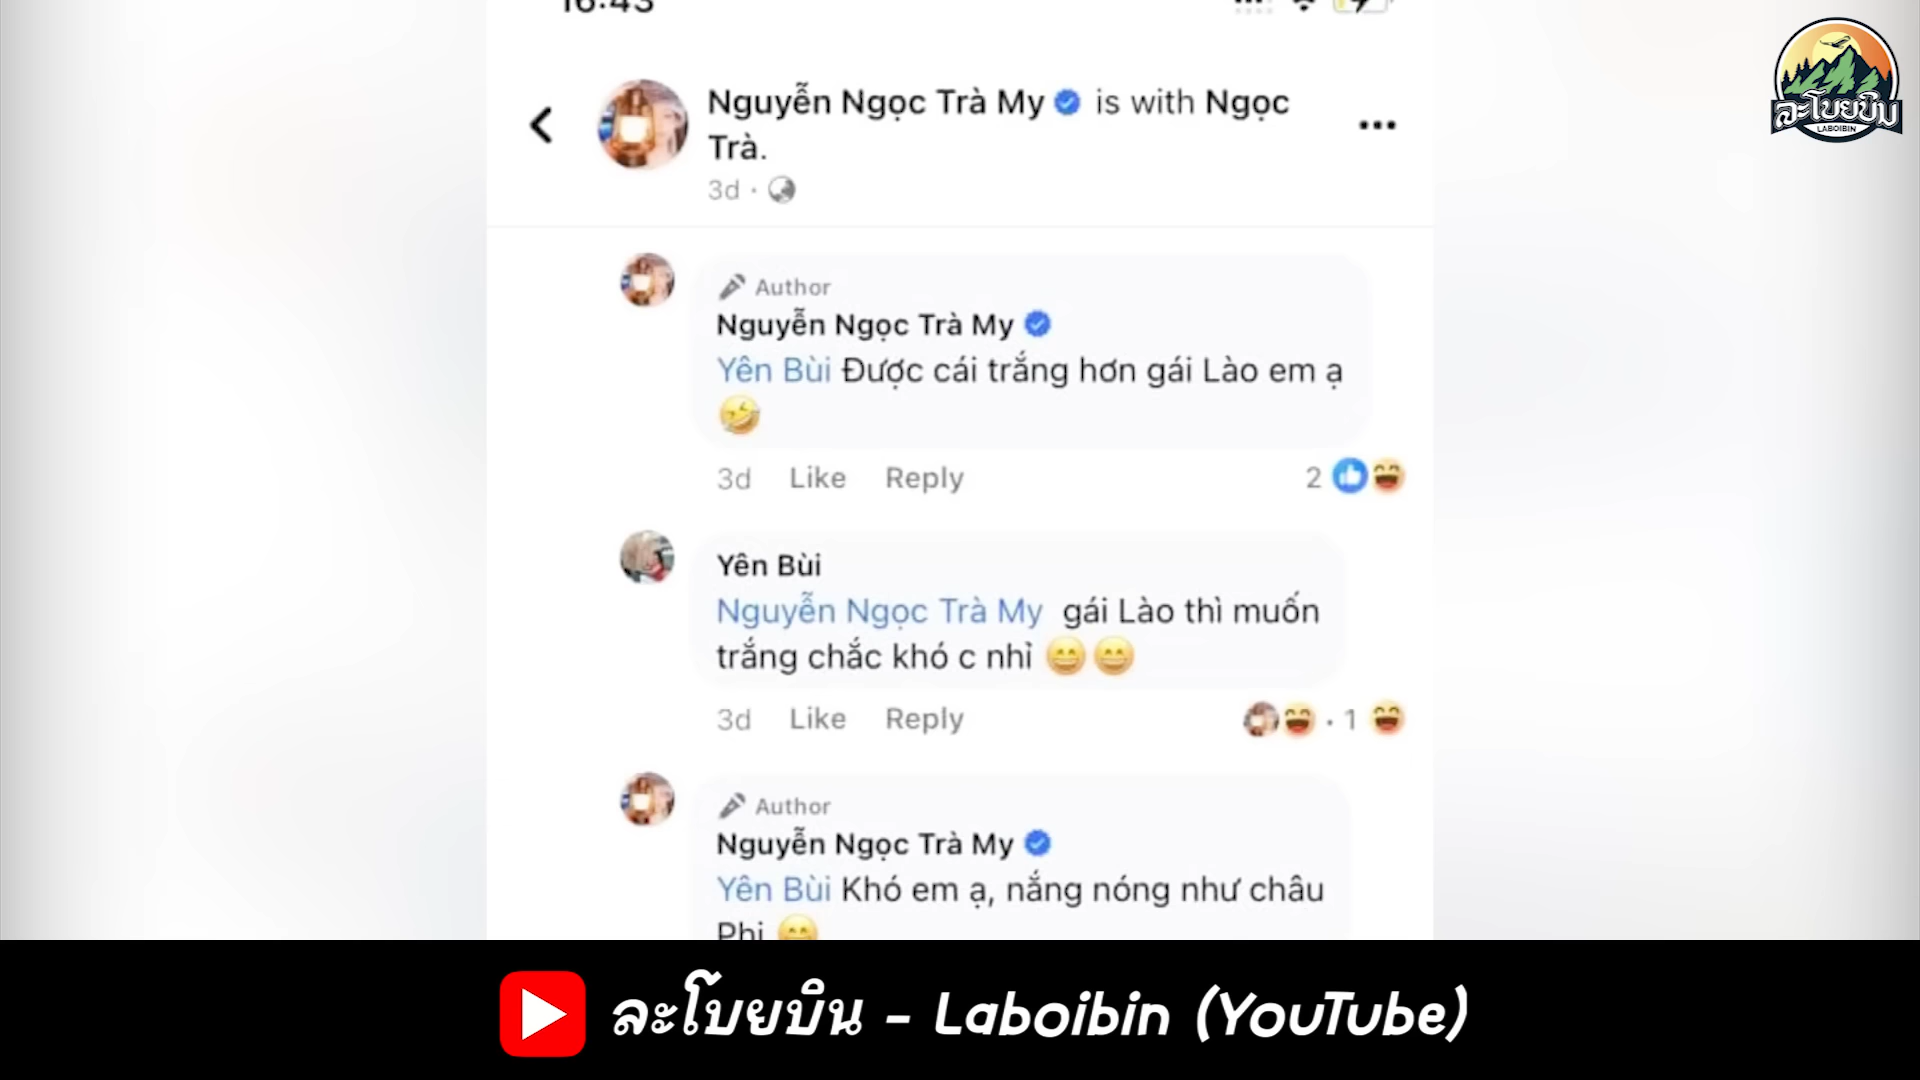 16:43
ละโบยบิน
LABOIBIN
Nguyễn Ngọc Trà My is with Ngọc
Trà.
3d ·
Author
Nguyễn Ngọc Trà My
Yên Bùi Được cái trắng hơn gái Lào em ạ
3d Like Reply 2
Yên Bùi
Nguyễn Ngọc Trà My gái Lào thì muốn
trắng chắc khó c nhỉ
3d Like Reply · 1
Author
Nguyễn Ngọc Trà My
Yên Bùi Khó em ạ, nắng nóng như châu
Phi
ละโบยบิน - Laboibin (YouTube)